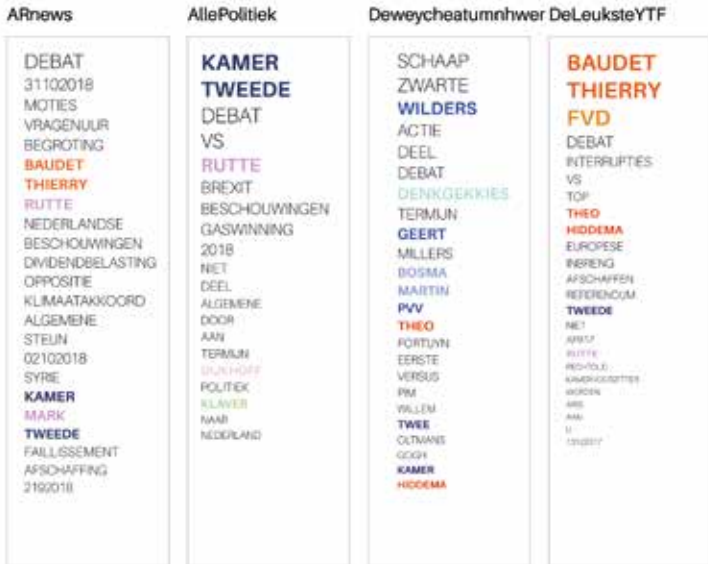 ARnews
DEBAT
31102018
MOTIES
VRAGENUUR
BEGROTING
BAUDET
THIERRY
RUTTE
NEDERLANDSE
BESCHOUWINGEN
DIVIDENDBELASTING
OPPOSITIE
KLIMAATAKKOORD
ALGEMENE
STEUN
02102018
SYRIE
KAMER
MARK
TWEEDE
FAILLISSEMENT
AFSCHAFFING
2192018
AllePolitiek
KAMER
TWEEDE
DEBAT
VS
RUTTE
BREXIT
BESCHOUWINGEN
GASWINNING
2018
NIET
DEEL
ALGEMENE
DOOR
AAN
TERMIJN
DIJKHOFF
POLITIEK
KLAVER
NAAR
NEDERLAND
Deweycheatumnhwer
SCHAAP
ZWARTE
WILDERS
ACTIE
DEEL
DEBAT
DENKGEKKIES
TERMIJN
GEERT
MILLERS
BOSMA
MARTIN
PVV
THEO
FORTUYN
EERSTE
VERSUS
PIM
WILLEM
TWEE
OLTMANS
GOGH
KAMER
HIDDEMA
DeLeuksteYTF
BAUDET
THIERRY
FVD
DEBAT
INTERRUPTIES
VS
TOP
THEO
HIDDEMA
EUROPESE
INBRENG
AFSCHAFFEN
REFERENDUM
TWEEDE
NIET
RUTTE
PECHTOLD
WORDEN
AAN
U